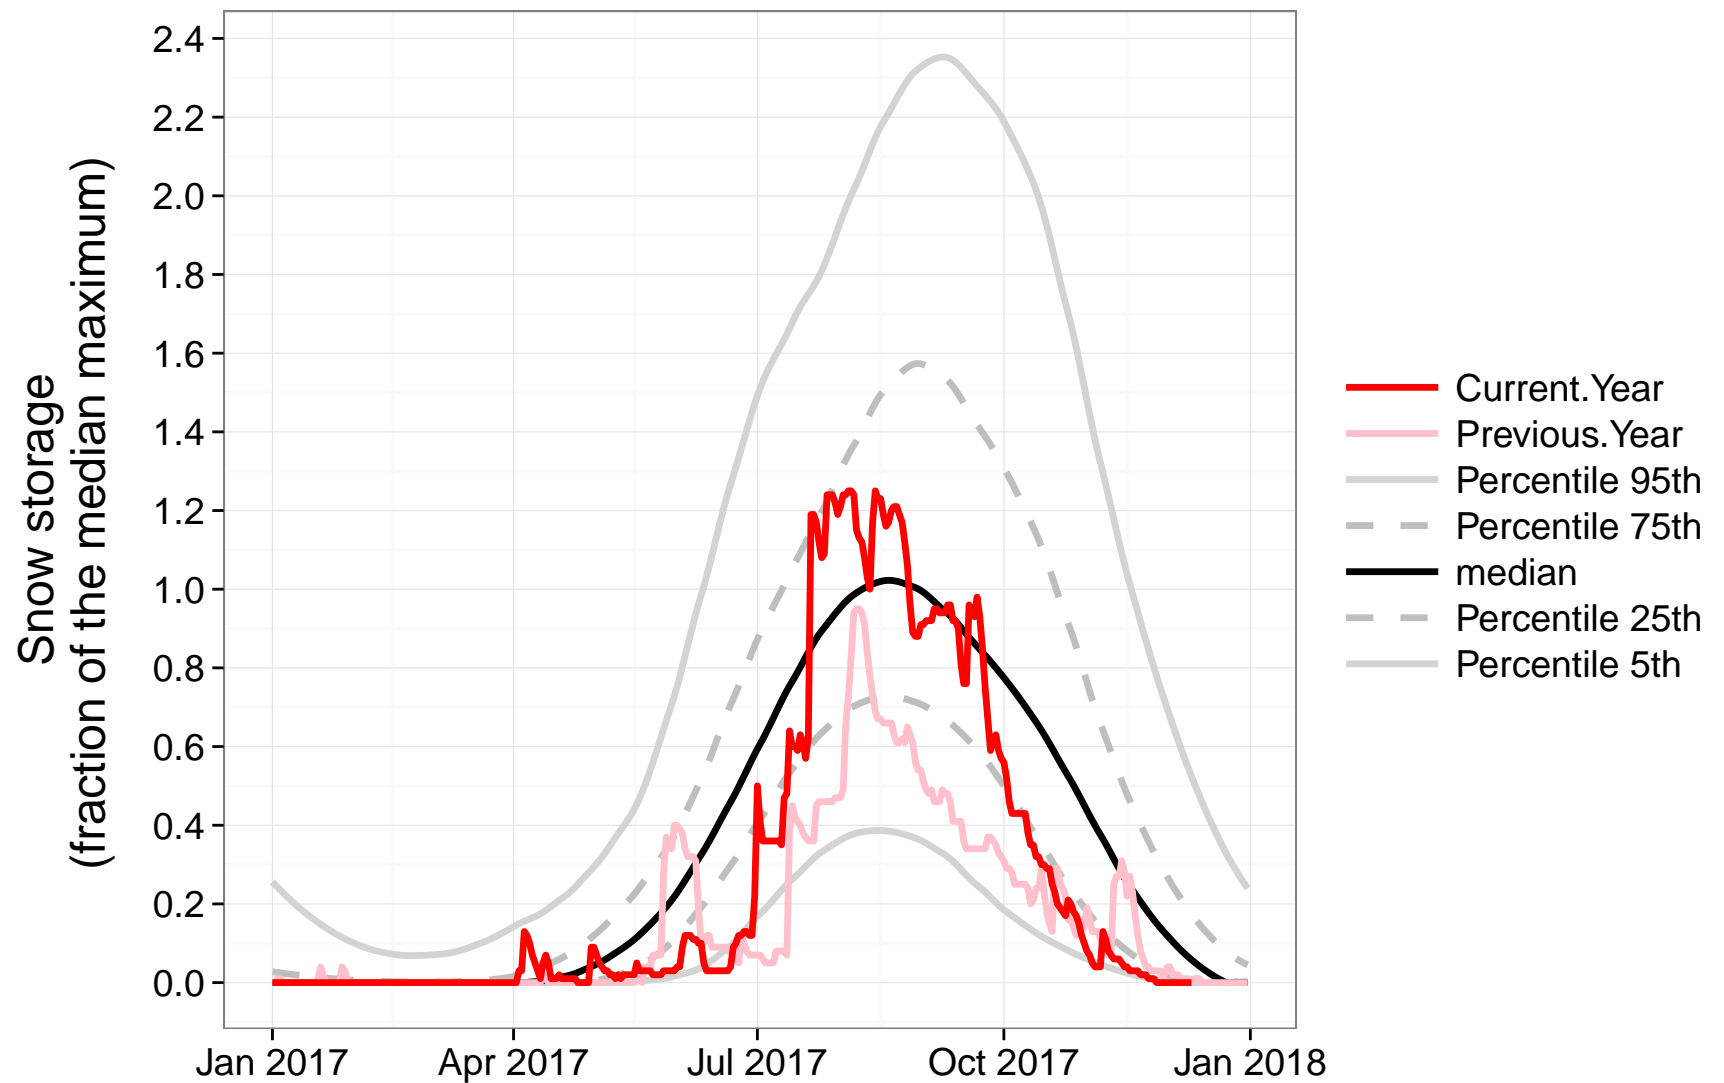 Snow storage
(fraction of the median maximum)
2.4
2.2
2.0
1.8
1.6
1.4
1.2
1.0
0.8
0.6
0.4
0.2
0.0
Jan 2017 Apr 2017 Jul 2017 Oct 2017 Jan 2018
Current.Year
Previous.Year
Percentile 95th
Percentile 75th
median
Percentile 25th
Percentile 5th